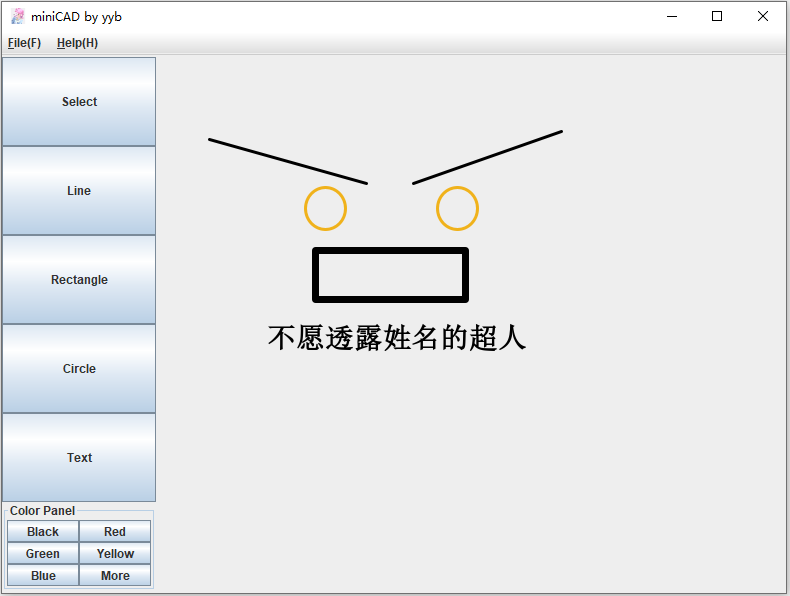 miniCAD by yyb
File(F) Help(H)
Select
Line
Rectangle
Circle
Text
Color Panel
Black Red
Green Yellow
Blue More
不愿透露姓名的超人